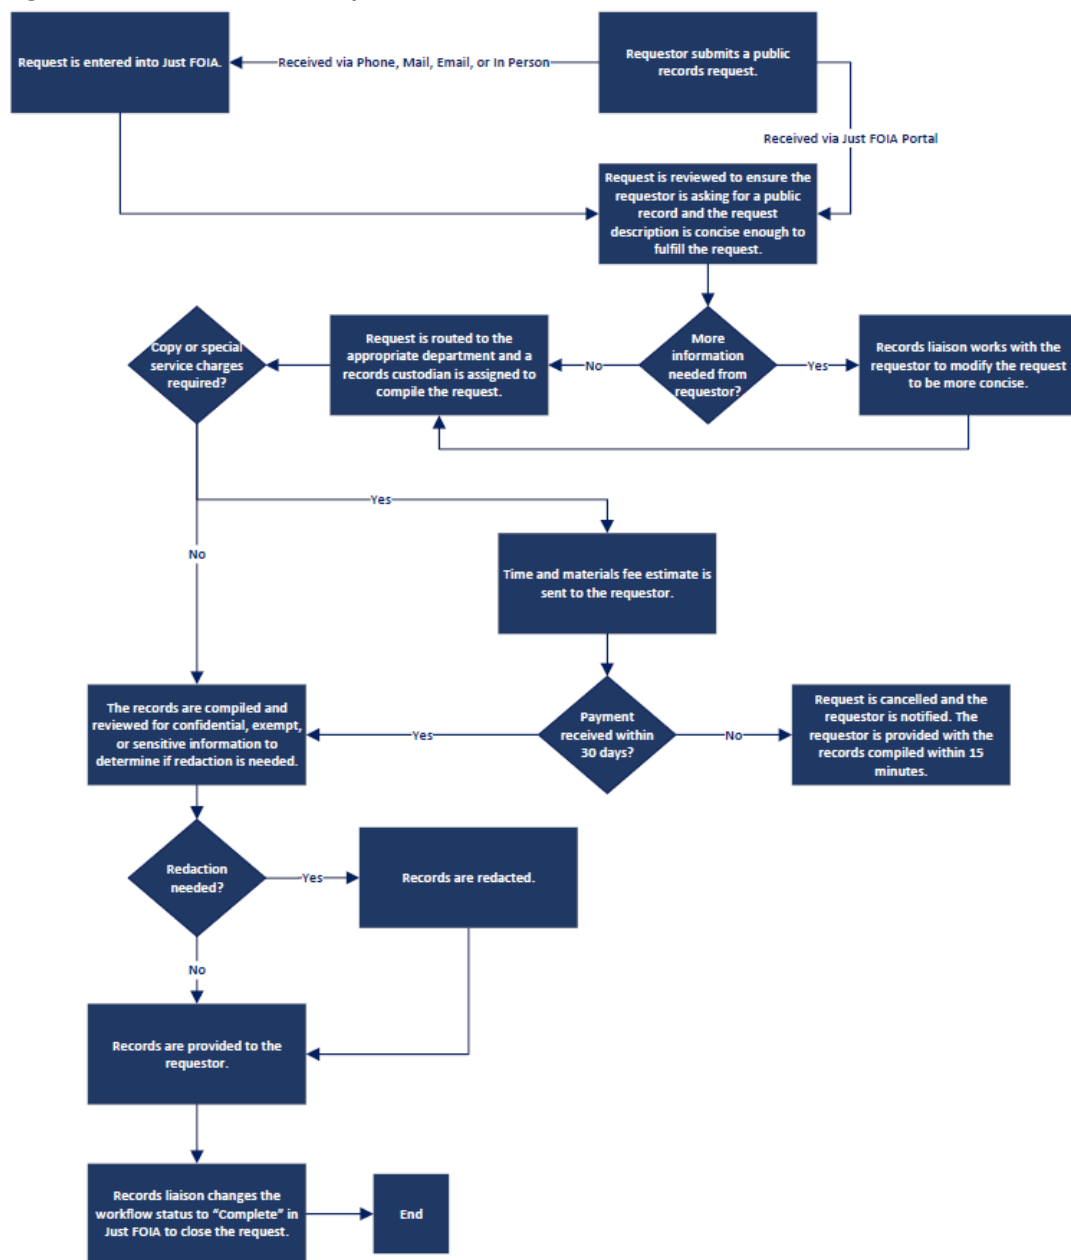 Request is entered into Just FOIA.
Received via Phone, Mail, Email, or In Person
Requestor submits a public
records request.
Received via Just FOIA Portal
Request is reviewed to ensure the
requestor is asking for a public
record and the request
description is concise enough to
fulfill the request.
Copy or special
service charges
required?
Request is routed to the
appropriate department and a
records custodian is assigned to
compile the request.
No
More
information
needed from
requestor?
Yes
Records liaison works with the
requestor to modify the request
to be more concise.
Yes
No
Time and materials fee estimate is
sent to the requestor.
The records are compiled and
reviewed for confidential, exempt,
or sensitive information to
determine if redaction is needed.
Yes
Payment
received within
30 days?
No
Request is cancelled and the
requestor is notified. The
requestor is provided with the
records compiled within 15
minutes.
Redaction
needed?
Yes
Records are redacted.
No
Records are provided to the
requestor.
Records liaison changes the
workflow status to “Complete” in
Just FOIA to close the request.
End